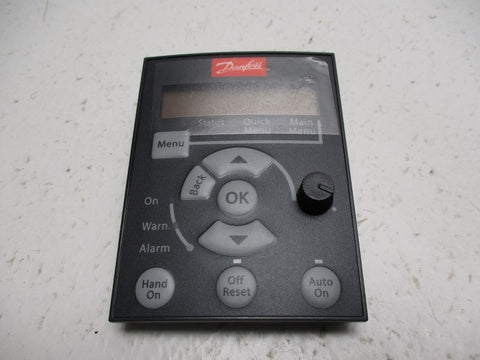 Danfoss
Status Quick Menu Main Menu
Menu
Back
OK
On
Warn.
Alarm
Hand On
Off Reset
Auto On